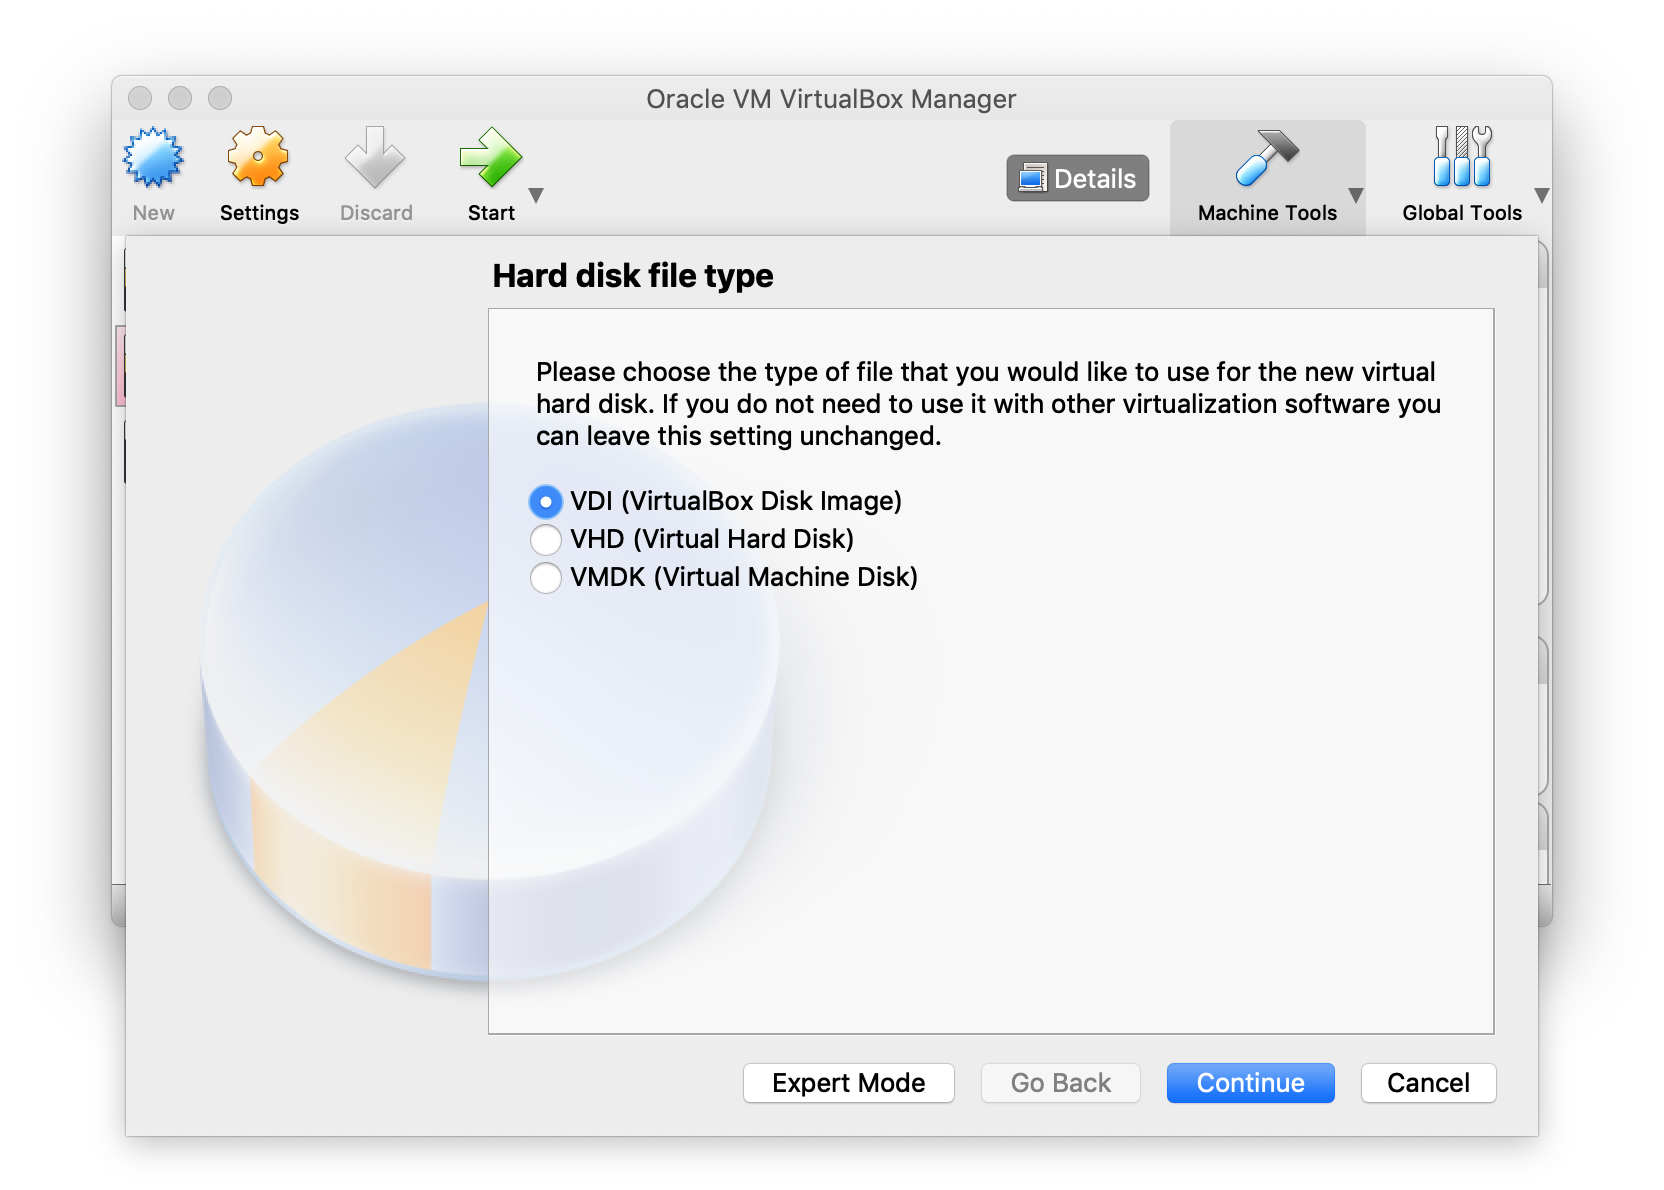 Oracle VM VirtualBox Manager
New
Settings
Discard
Start
Details
Machine Tools
Global Tools
Hard disk file type
Please choose the type of file that you would like to use for the new virtual
hard disk. If you do not need to use it with other virtualization software you
can leave this setting unchanged.
VDI (VirtualBox Disk Image)
VHD (Virtual Hard Disk)
VMDK (Virtual Machine Disk)
Expert Mode
Go Back
Continue
Cancel